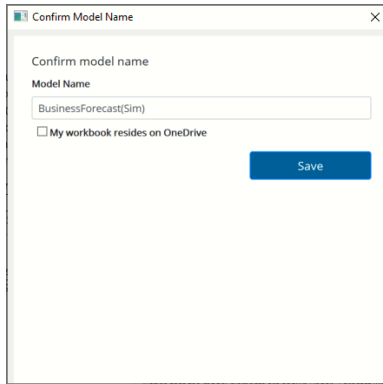 Confirm Model Name
Confirm model name
Model Name
BusinessForecast(Sim)
My workbook resides on OneDrive
Save